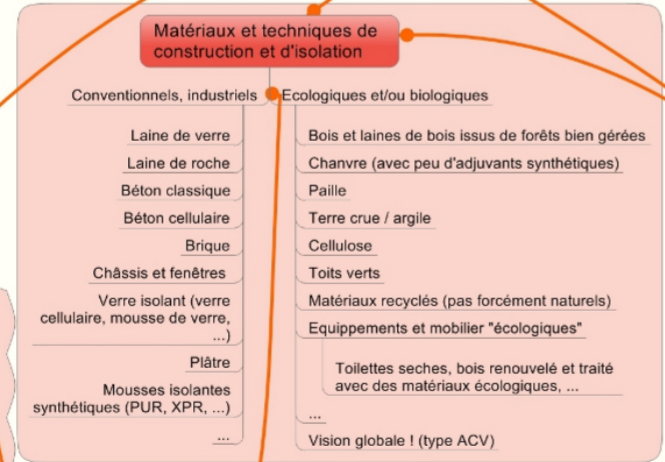 Matériaux et techniques de
construction et d'isolation
Conventionnels, industriels
Laine de verre
Laine de roche
Béton classique
Béton cellulaire
Brique
Châssis et fenêtres
Verre isolant (verre
cellulaire, mousse de verre,
...)
Plâtre
Mousses isolantes
synthétiques (PUR, XPR, ...)
...
Ecologiques et/ou biologiques
Bois et laines de bois issus de forêts bien gérées
Chanvre (avec peu d'adjuvants synthétiques)
Paille
Terre crue / argile
Cellulose
Toits verts
Matériaux recyclés (pas forcément naturels)
Equippements et mobilier "écologiques"
Toilettes seches, bois renouvelé et traité
avec des matériaux écologiques, ...
...
Vision globale ! (type ACV)